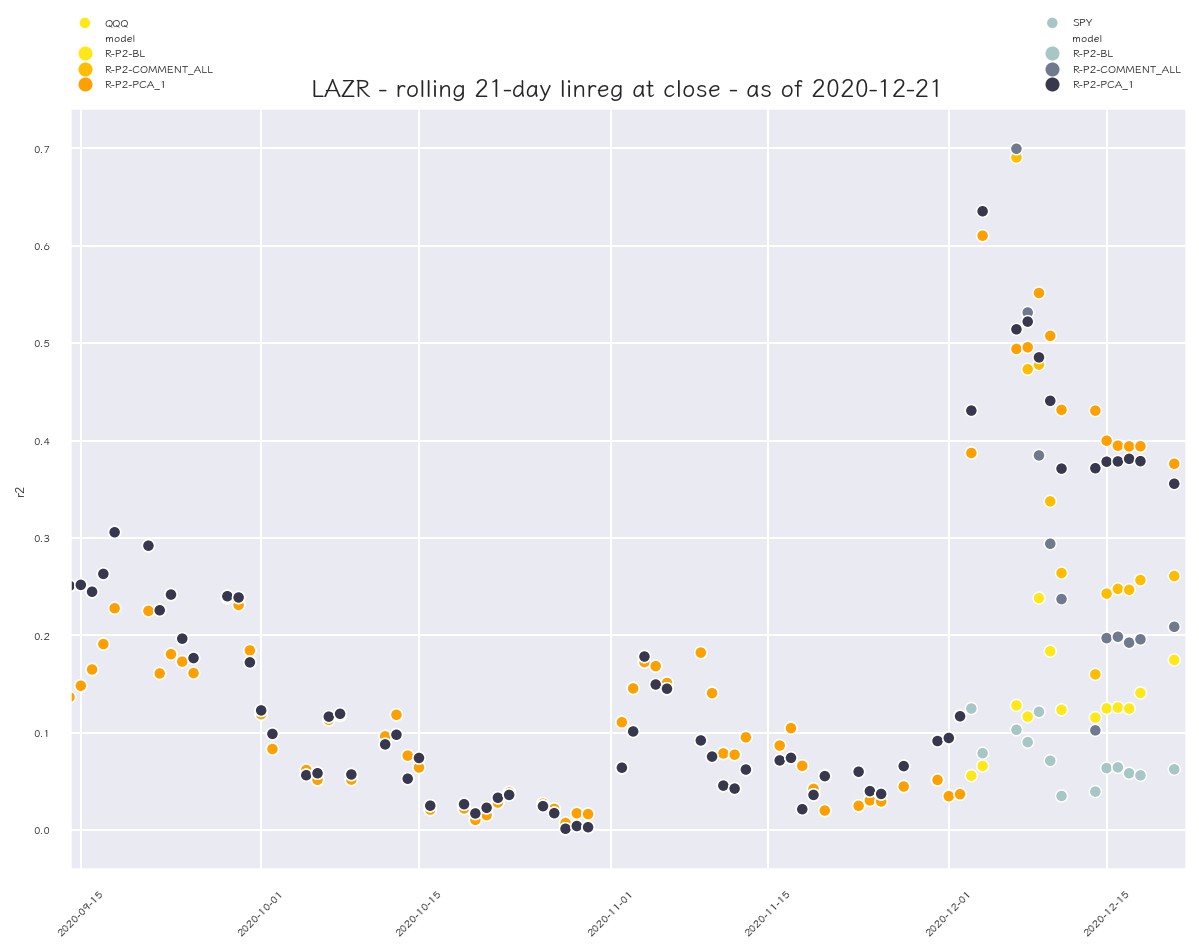 QQQ
model
R-P2-BL
R-P2-COMMENT_ALL
R-P2-PCA_1
SPY
model
R-P2-BL
R-P2-COMMENT_ALL
R-P2-PCA_1
LAZR - rolling 21-day linreg at close - as of 2020-12-21
0.7
0.6
0.5
0.4
0.3
0.2
0.1
0.0
r2
2020-09-15
2020-10-01
2020-10-15
2020-11-01
2020-11-15
2020-12-01
2020-12-15